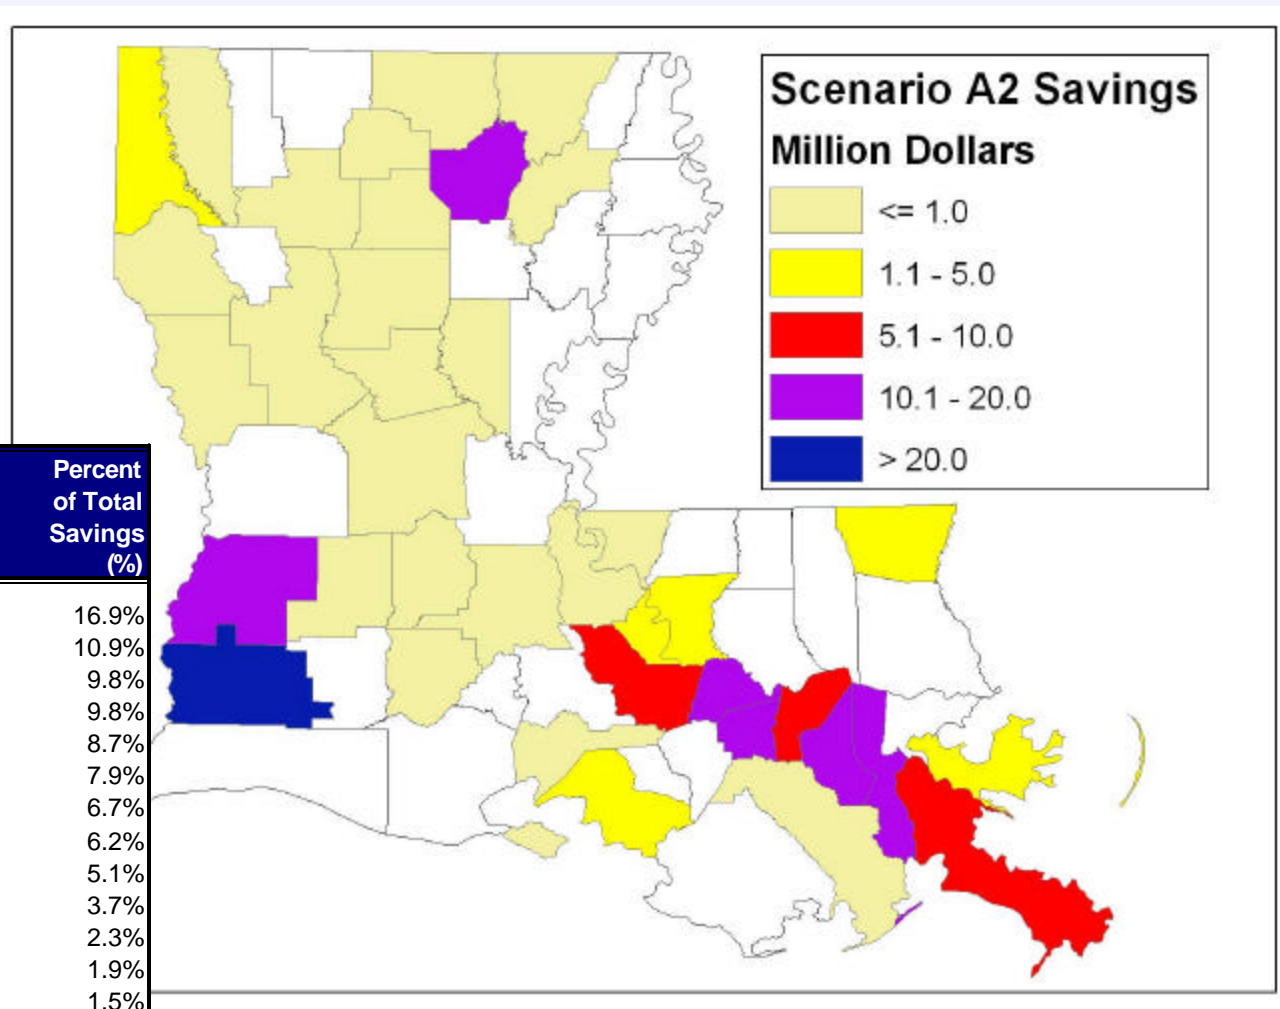 Scenario A2 Savings
Million Dollars
<= 1.0
1.1 - 5.0
5.1 - 10.0
10.1 - 20.0
> 20.0
Percent
of Total
Savings
(%)
16.9%
10.9%
9.8%
9.8%
8.7%
7.9%
6.7%
6.2%
5.1%
3.7%
2.3%
1.9%
1.5%